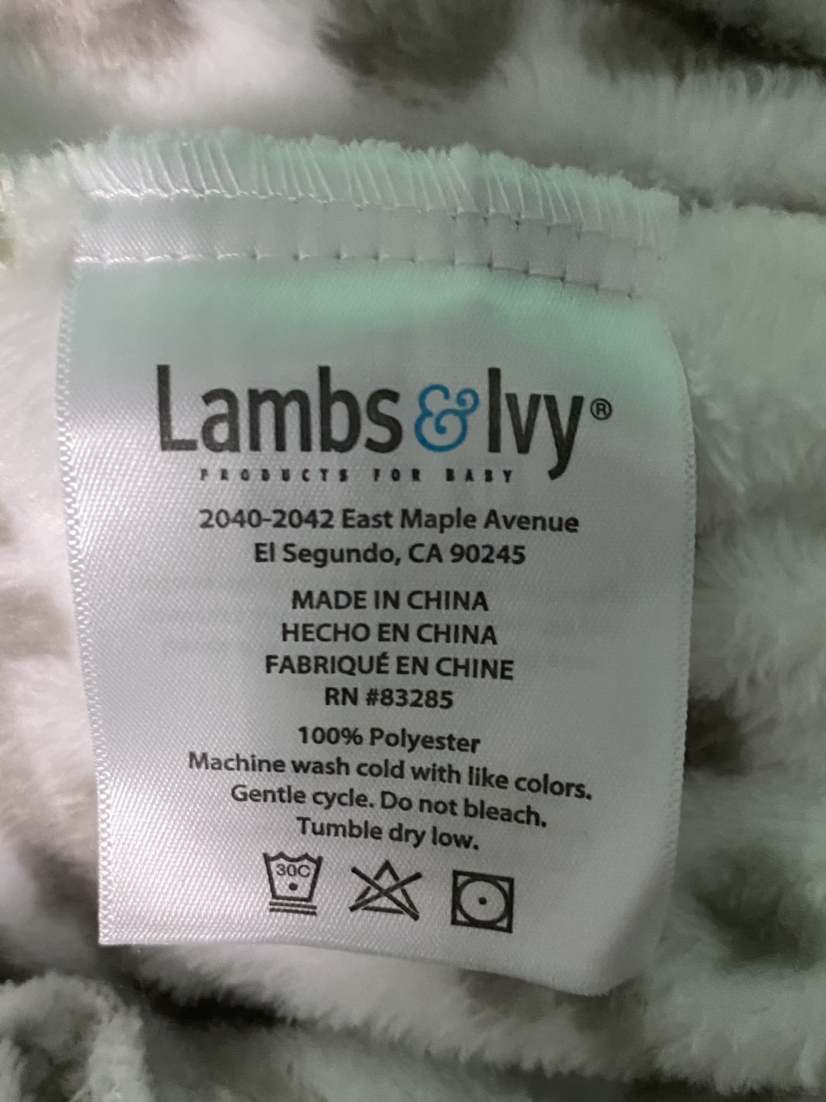 Lambs & Ivy®
PRODUCTS FOR BABY
2040-2042 East Maple Avenue
El Segundo, CA 90245
MADE IN CHINA
HECHO EN CHINA
FABRIQUÉ EN CHINE
RN #83285
100% Polyester
Machine wash cold with like colors.
Gentle cycle. Do not bleach.
Tumble dry low.
30C